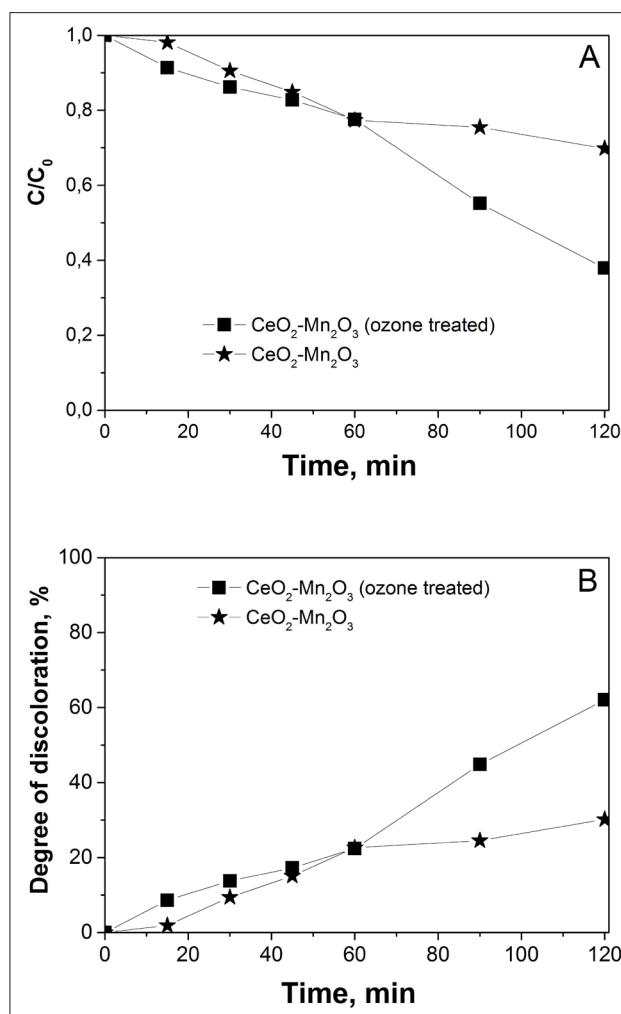 A
1,0
0,8
0,6
0,4
0,2
0,0
C/C₀
CeO₂-Mn₂O₃ (ozone treated)
CeO₂-Mn₂O₃
0 20 40 60 80 100 120
Time, min
B
100
80
60
40
20
0
Degree of discoloration, %
CeO₂-Mn₂O₃ (ozone treated)
CeO₂-Mn₂O₃
0 20 40 60 80 100 120
Time, min